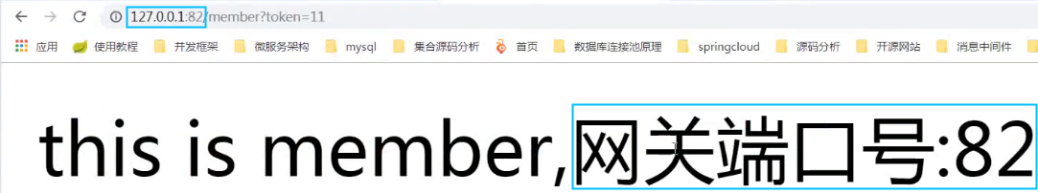 127.0.0.1:82/member?token=11
应用 使用教程 开发框架 微服务架构 mysql 集合源码分析 首页 数据库连接池原理 springcloud 源码分析 开源网站 消息中间件
this is member,网关端口号:82